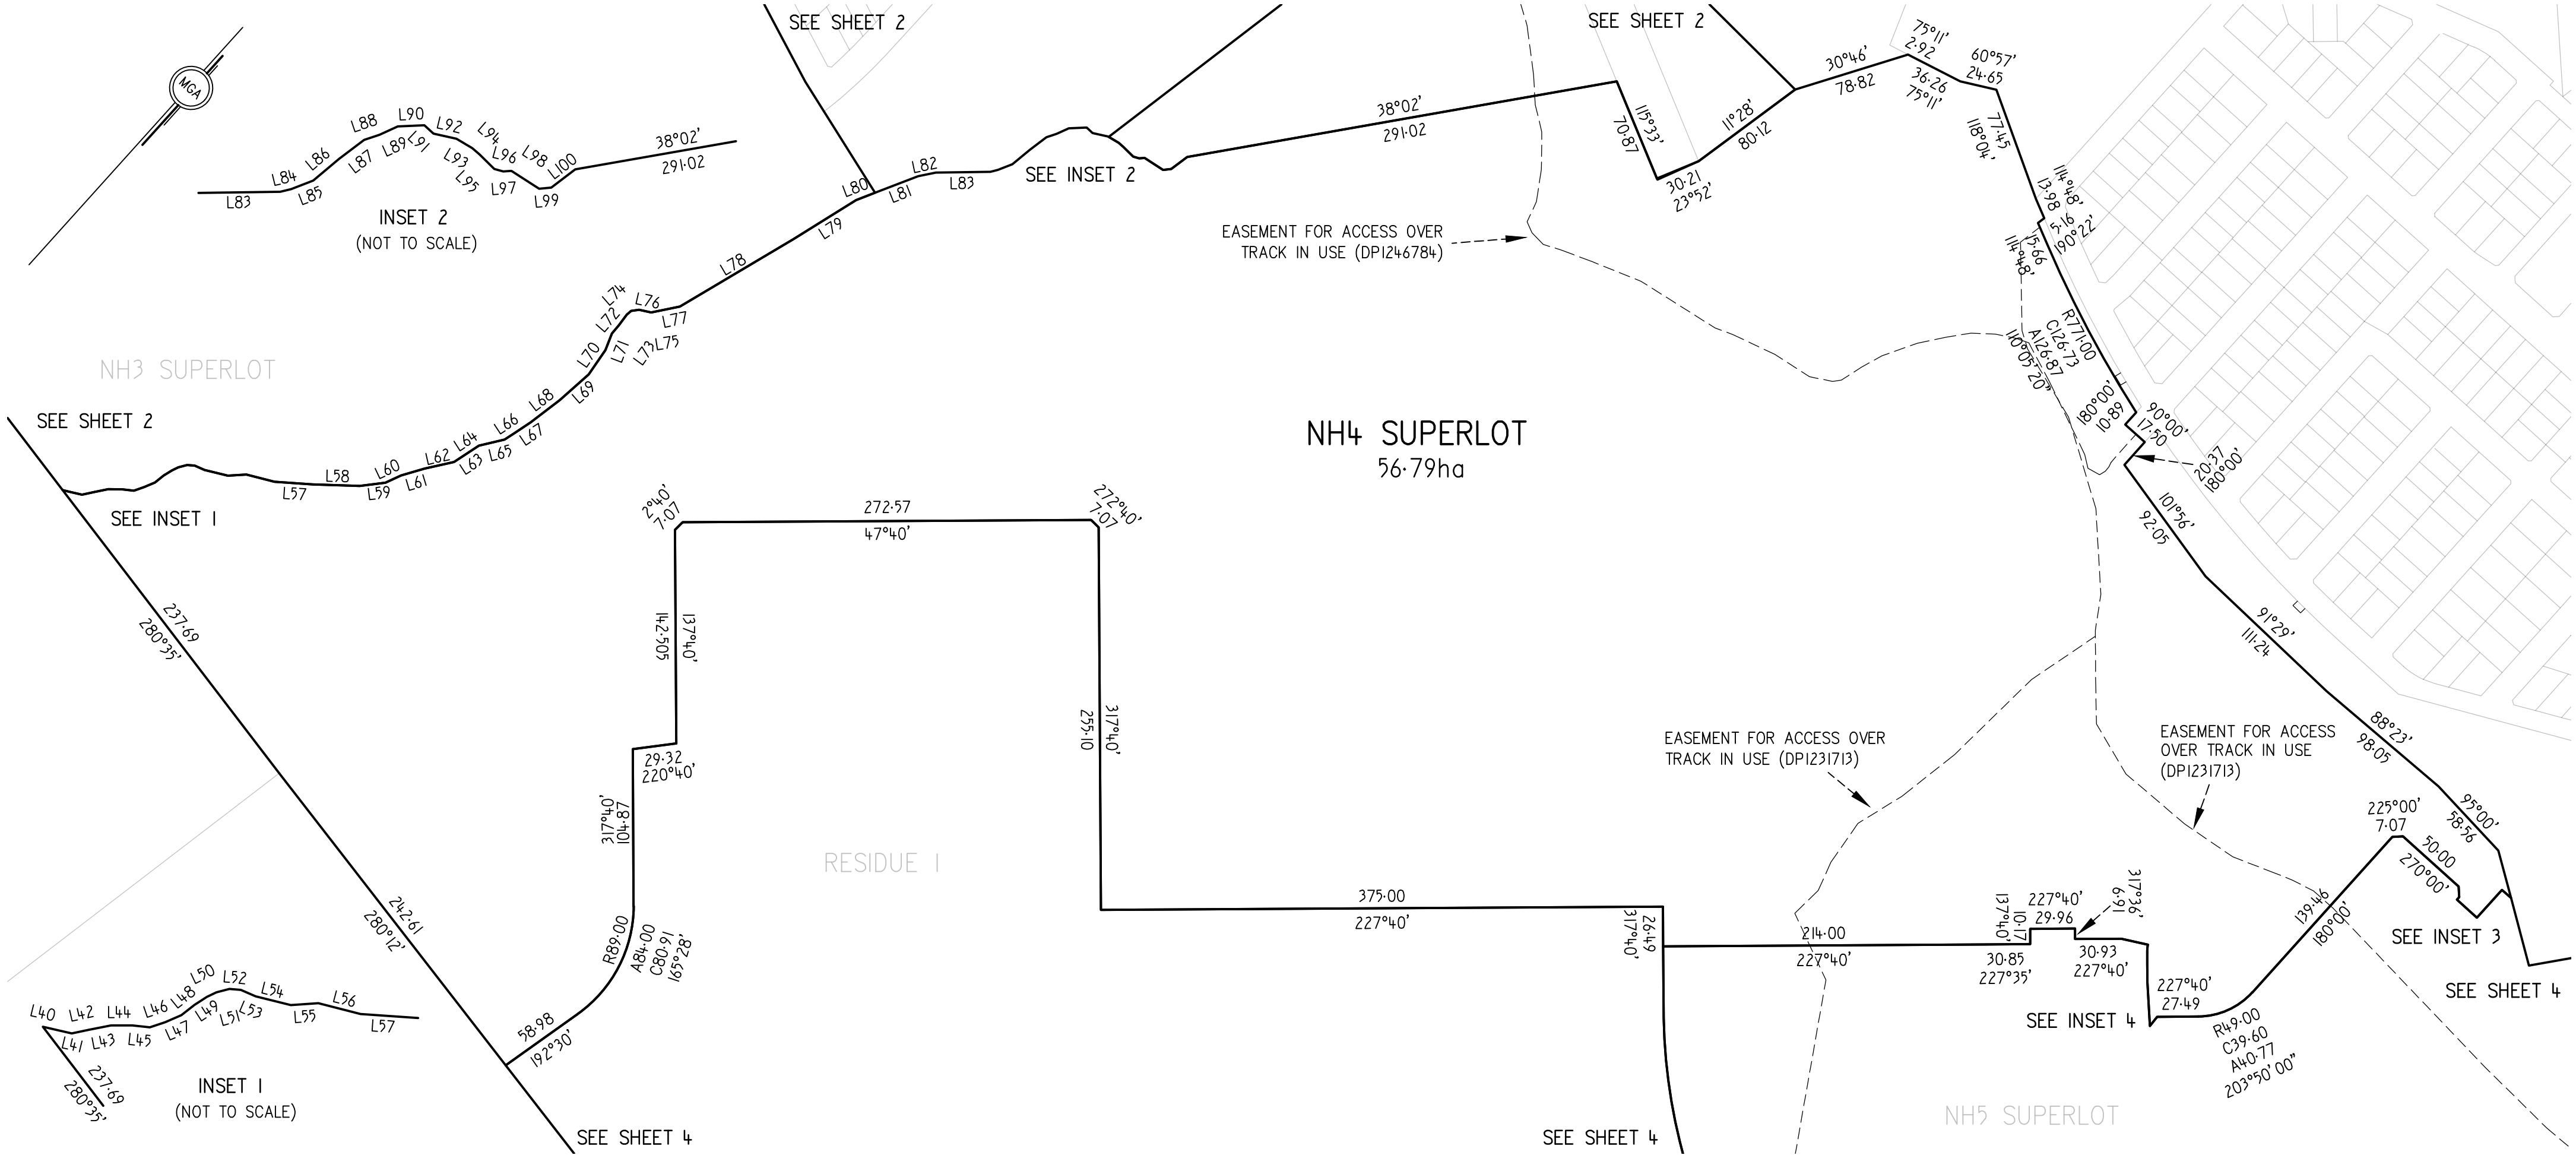 SEE SHEET 2
SEE SHEET 2
MGA
L83
L84
L85
L86
L87
L88
L89
L90
L91
L92
L93
L94
L95
L96
L97
L98
L99
L100
38°02'
291·02
INSET 2
(NOT TO SCALE)
L80
L81
L82
L83
SEE INSET 2
38°02'
291·02
115°33'
70·87
30·21
23°52'
11°28'
80·12
30°46'
78·82
75°11'
2·92
36·26
75°11'
60°57'
24·65
77·45
118°04'
114°48'
13·98
5·16
190°22'
15·66
114°48'
R771·00
C126·73
A126·87
110°05'20"
180°00'
10·89
90°00'
17·50
20·37
180°00'
101°56'
92·05
91°29'
111·24
88°23'
98·05
95°00'
58·56
EASEMENT FOR ACCESS OVER
TRACK IN USE (DP1246784)
L79
L78
L77
L76
L75
L74
L73
L72
L71
L70
L69
L68
L67
L66
L65
L64
L63
L62
L61
L60
L59
L58
L57
NH3 SUPERLOT
SEE SHEET 2
SEE INSET 1
NH4 SUPERLOT
56·79ha
2°40'
7·07
272·57
47°40'
272°40'
7·07
142·505
137°40'
29·32
220°40'
317°40'
104·87
255·10
317°40'
237·69
280°35'
242·61
280°12'
R89·00
A84·00
C80·91
165°28'
58·98
192°30'
RESIDUE 1
375·00
227°40'
26·49
317°40'
214·00
227°40'
EASEMENT FOR ACCESS OVER
TRACK IN USE (DP1231713)
EASEMENT FOR ACCESS
OVER TRACK IN USE
(DP1231713)
137°40'
10·17
227°40'
29·96
317°36'
6·91
30·85
227°35'
30·93
227°40'
227°40'
27·49
SEE INSET 4
R49·00
C39·60
A40·77
203°50'00"
139·46
180°00'
225°00'
7·07
50·00
270°00'
SEE INSET 3
SEE SHEET 4
NH5 SUPERLOT
L40
L41
L42
L43
L44
L45
L46
L47
L48
L49
L50
L51
L52
L53
L54
L55
L56
L57
237·69
280°35'
INSET 1
(NOT TO SCALE)
SEE SHEET 4
SEE SHEET 4